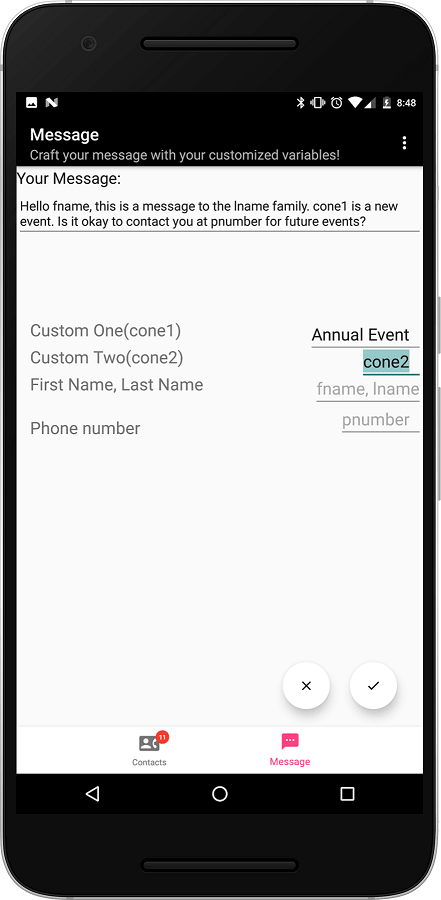 8:48
Message
Craft your message with your customized variables!
Your Message:
Hello fname, this is a message to the lname family. cone1 is a new
event. Is it okay to contact you at pnumber for future events?
Custom One(cone1) Annual Event
Custom Two(cone2) cone2
First Name, Last Name fname, lname
Phone number pnumber
11
Contacts Message